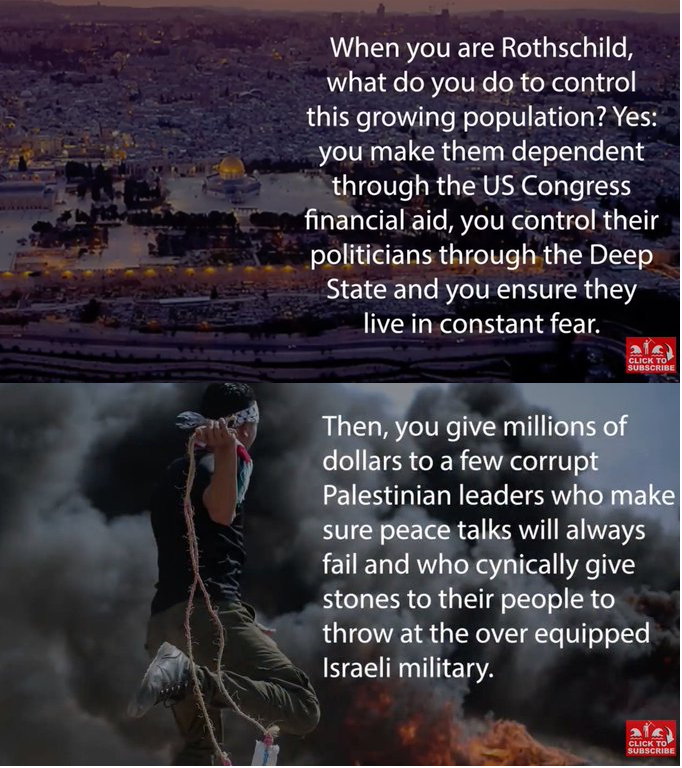 When you are Rothschild,
what do you do to control
this growing population? Yes:
you make them dependent
through the US Congress
financial aid, you control their
politicians through the Deep
State and you ensure they
live in constant fear.
CLICK TO
SUBSCRIBE
Then, you give millions of
dollars to a few corrupt
Palestinian leaders who make
sure peace talks will always
fail and who cynically give
stones to their people to
throw at the over equipped
Israeli military.
CLICK TO
SUBSCRIBE